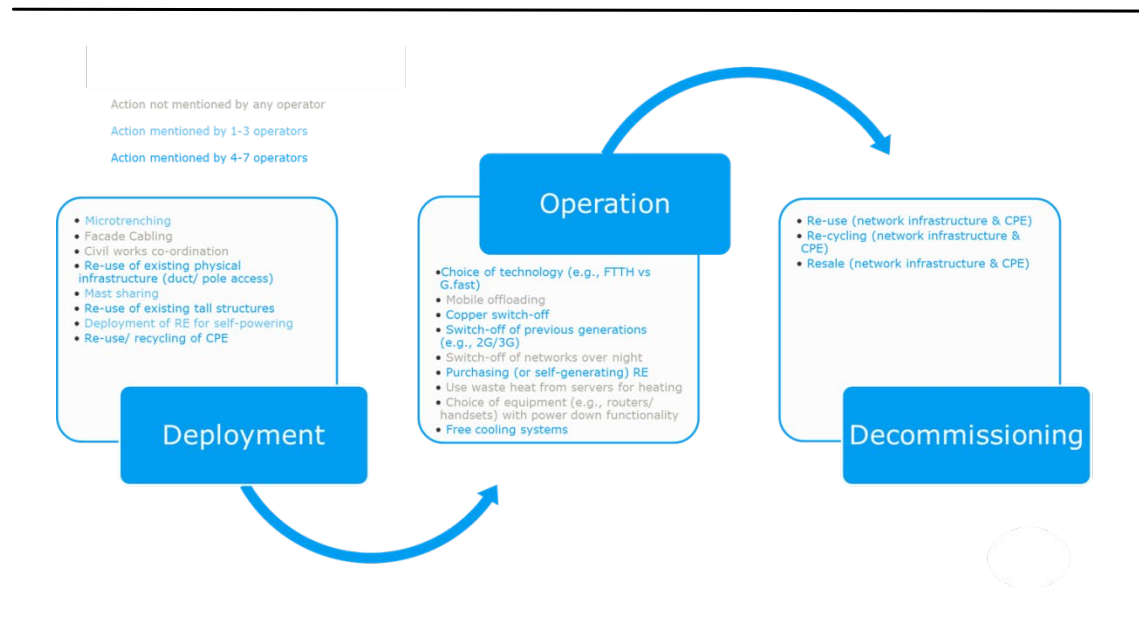 Action not mentioned by any operator
Action mentioned by 1-3 operators
Action mentioned by 4-7 operators
• Microtrenching
• Facade Cabling
• Civil works co-ordination
• Re-use of existing physical
infrastructure (duct/ pole access)
• Mast sharing
• Re-use of existing tall structures
• Deployment of RE for self-powering
• Re-use/ recycling of CPE
Deployment
Operation
•Choice of technology (e.g., FTTH vs
G.fast)
• Mobile offloading
• Copper switch-off
• Switch-off of previous generations
(e.g., 2G/3G)
• Switch-off of networks over night
• Purchasing (or self-generating) RE
• Use waste heat from servers for heating
• Choice of equipment (e.g., routers/
handsets) with power down functionality
• Free cooling systems
• Re-use (network infrastructure & CPE)
• Re-cycling (network infrastructure &
CPE)
• Resale (network infrastructure & CPE)
Decommissioning